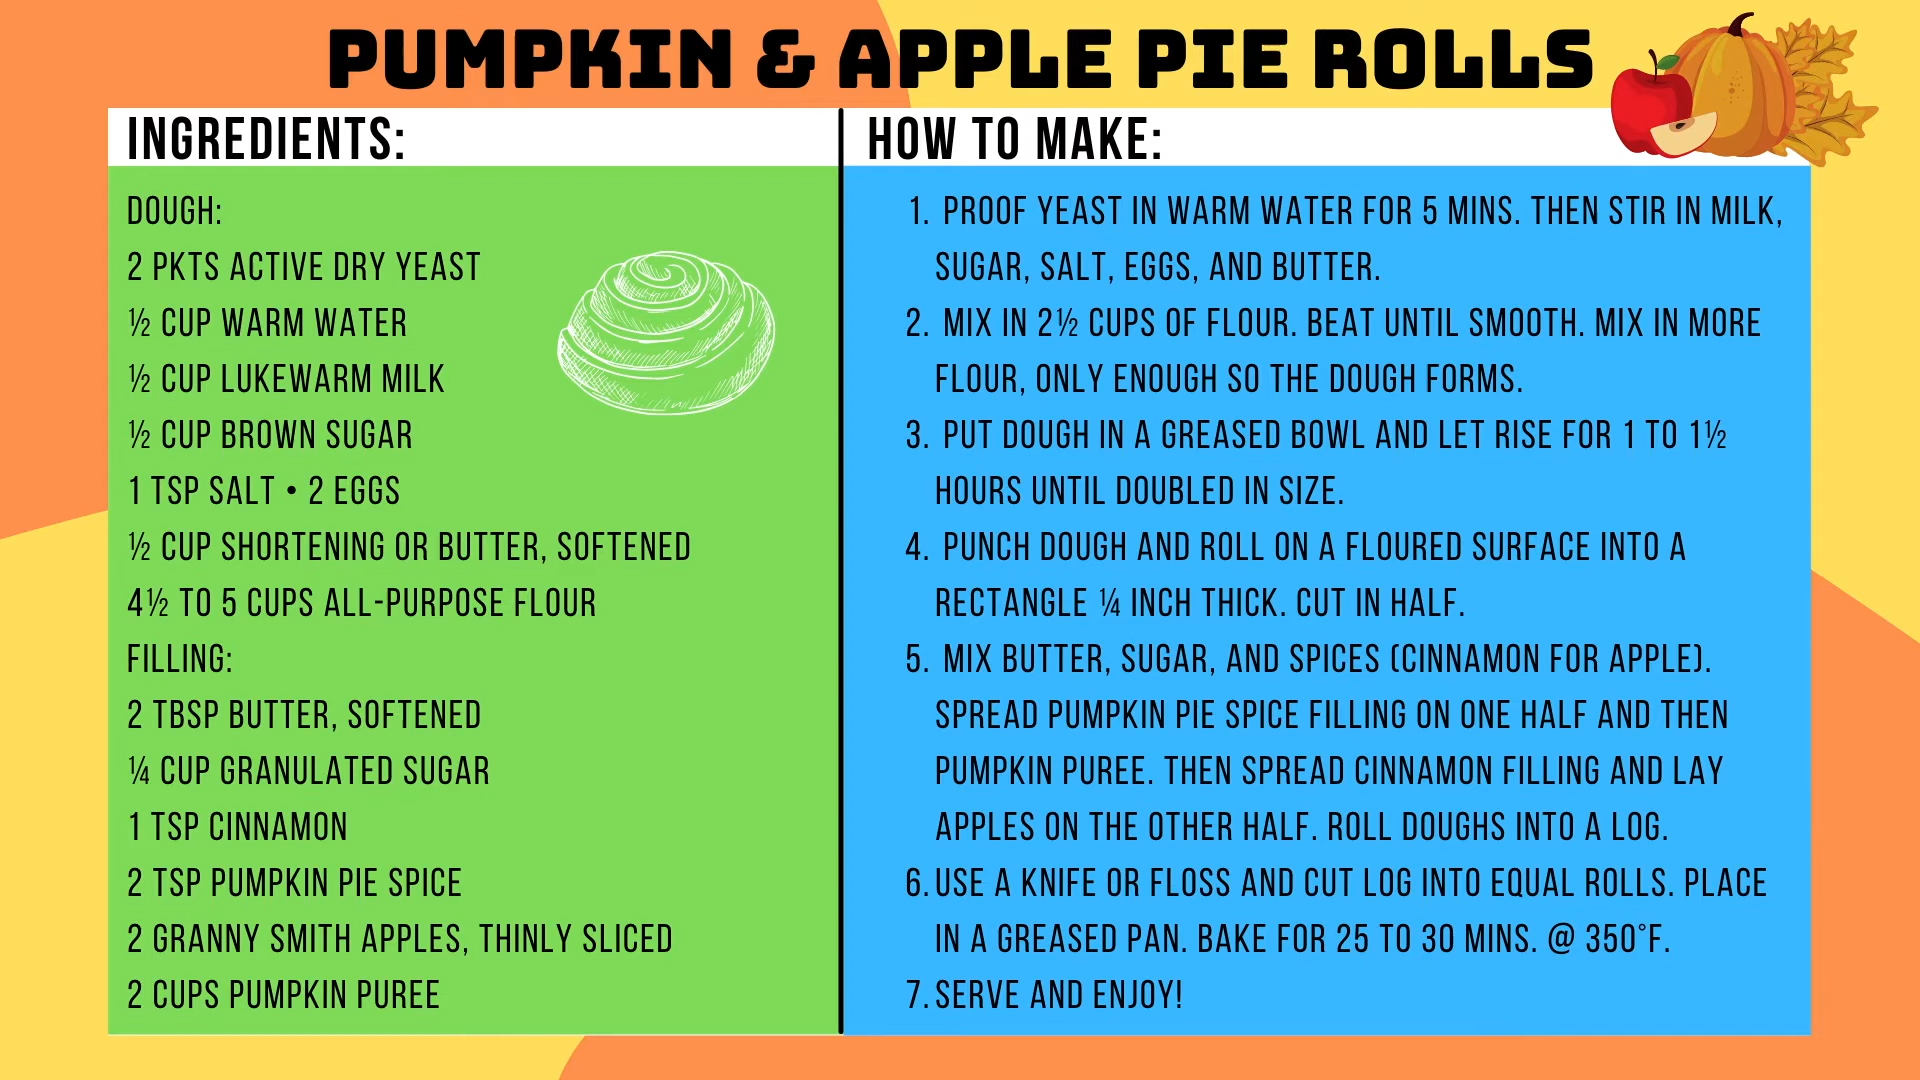 PUMPKIN & APPLE PIE ROLLS
INGREDIENTS:
DOUGH:
2 PKTS ACTIVE DRY YEAST
½ CUP WARM WATER
½ CUP LUKEWARM MILK
½ CUP BROWN SUGAR
1 TSP SALT • 2 EGGS
½ CUP SHORTENING OR BUTTER, SOFTENED
4½ TO 5 CUPS ALL-PURPOSE FLOUR
FILLING:
2 TBSP BUTTER, SOFTENED
¼ CUP GRANULATED SUGAR
1 TSP CINNAMON
2 TSP PUMPKIN PIE SPICE
2 GRANNY SMITH APPLES, THINLY SLICED
2 CUPS PUMPKIN PUREE
HOW TO MAKE:
1. PROOF YEAST IN WARM WATER FOR 5 MINS. THEN STIR IN MILK,
SUGAR, SALT, EGGS, AND BUTTER.
2. MIX IN 2½ CUPS OF FLOUR. BEAT UNTIL SMOOTH. MIX IN MORE
FLOUR, ONLY ENOUGH SO THE DOUGH FORMS.
3. PUT DOUGH IN A GREASED BOWL AND LET RISE FOR 1 TO 1½
HOURS UNTIL DOUBLED IN SIZE.
4. PUNCH DOUGH AND ROLL ON A FLOURED SURFACE INTO A
RECTANGLE ¼ INCH THICK. CUT IN HALF.
5. MIX BUTTER, SUGAR, AND SPICES (CINNAMON FOR APPLE).
SPREAD PUMPKIN PIE SPICE FILLING ON ONE HALF AND THEN
PUMPKIN PUREE. THEN SPREAD CINNAMON FILLING AND LAY
APPLES ON THE OTHER HALF. ROLL DOUGHS INTO A LOG.
6. USE A KNIFE OR FLOSS AND CUT LOG INTO EQUAL ROLLS. PLACE
IN A GREASED PAN. BAKE FOR 25 TO 30 MINS. @ 350°F.
7. SERVE AND ENJOY!